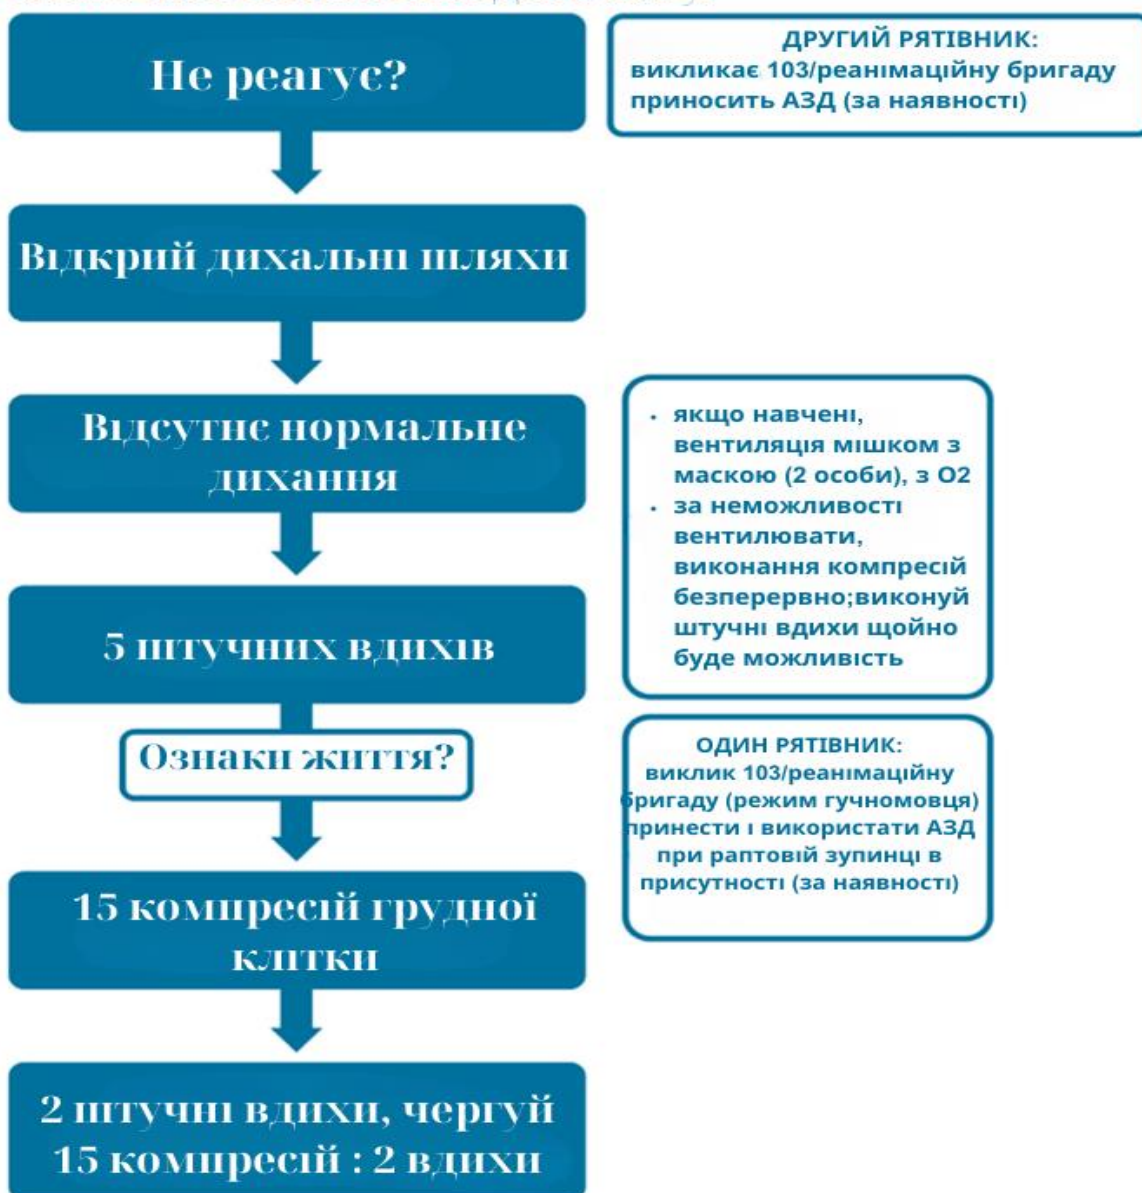 Не реагує?
ДРУГИЙ РЯТІВНИК:
викликає 103/реанімаційну бригаду
приносить АЗД (за наявності)
Відкрий дихальні шляхи
Відсутнє нормальне
дихання
• якщо навчені,
вентиляція мішком з
маскою (2 особи), з О2
• за неможливості
вентилювати,
виконання компресій
безперервно;виконуй
штучні вдихи щойно
буде можливість
5 штучних вдихів
Ознаки життя?
ОДИН РЯТІВНИК:
виклик 103/реанімаційну
бригаду (режим гучномовця)
принести і використати АЗД
при раптовій зупинці в
присутності (за наявності)
15 компресій грудної
клітки
2 штучні вдихи, чергуй
15 компресій : 2 вдихи